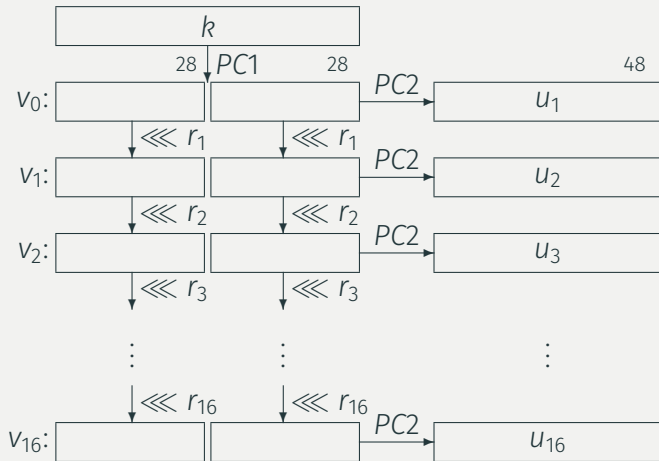 k
28 PC1 28 48
v₀: PC2 u₁
⋘ r₁ ⋘ r₁
v₁: PC2 u₂
⋘ r₂ ⋘ r₂
v₂: PC2 u₃
⋘ r₃ ⋘ r₃
⋮ ⋮ ⋮
⋘ r₁₆ ⋘ r₁₆
v₁₆: PC2 u₁₆